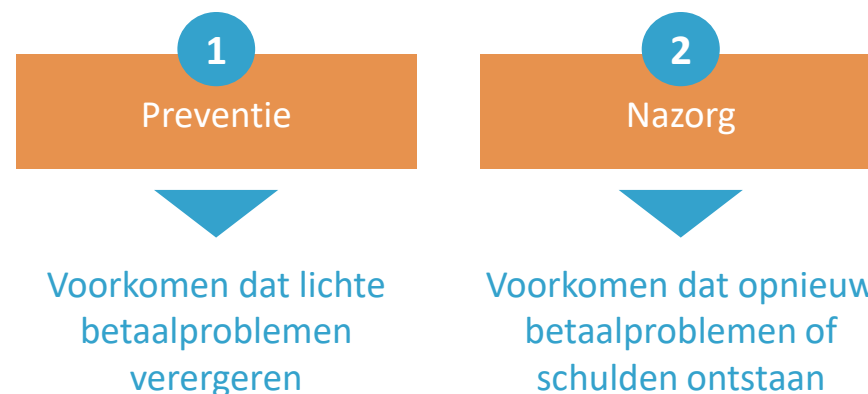 1
Preventie
Voorkomen dat lichte
betaalproblemen
verergeren
2
Nazorg
Voorkomen dat opnieuw
betaalproblemen of
schulden ontstaan